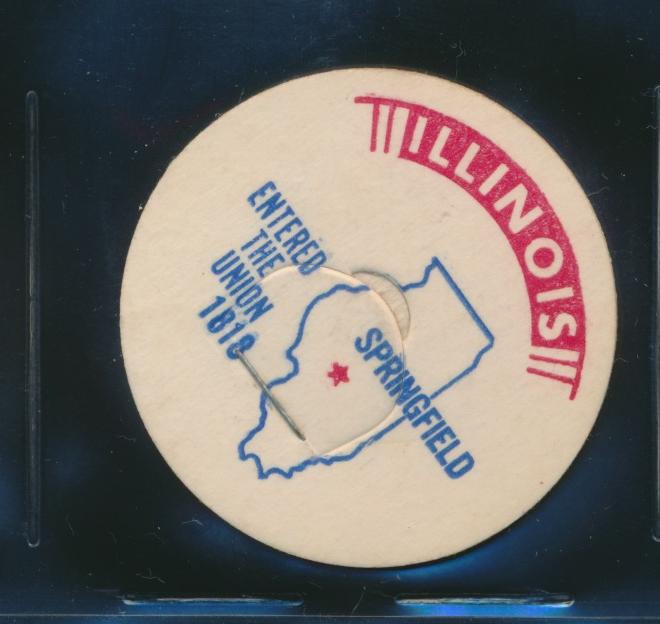 ILLINOIS
ENTERED
THE
UNION
1818
SPRINGFIELD